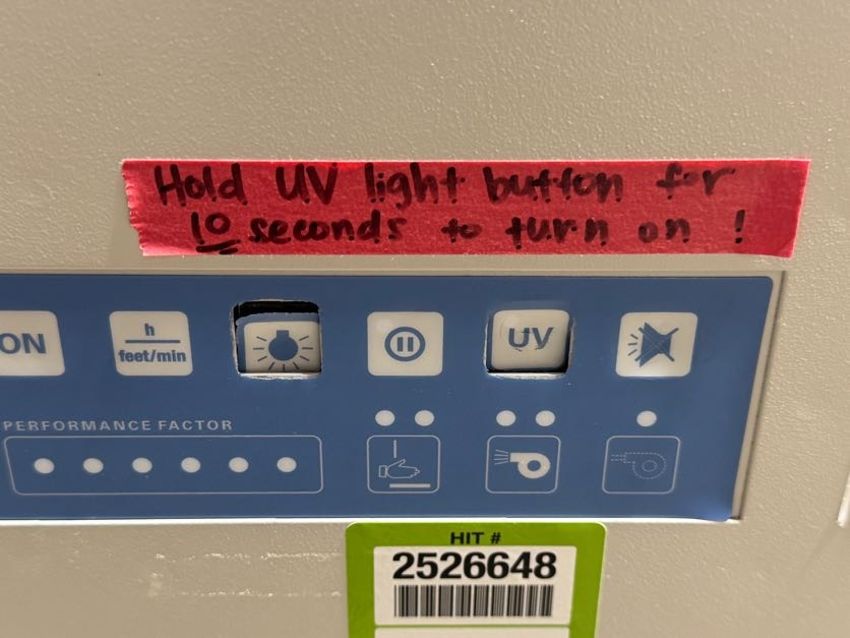 Hold UV light button for
10 seconds to turn on !
ON
h
feet/min
UV
PERFORMANCE FACTOR
HIT #
2526648